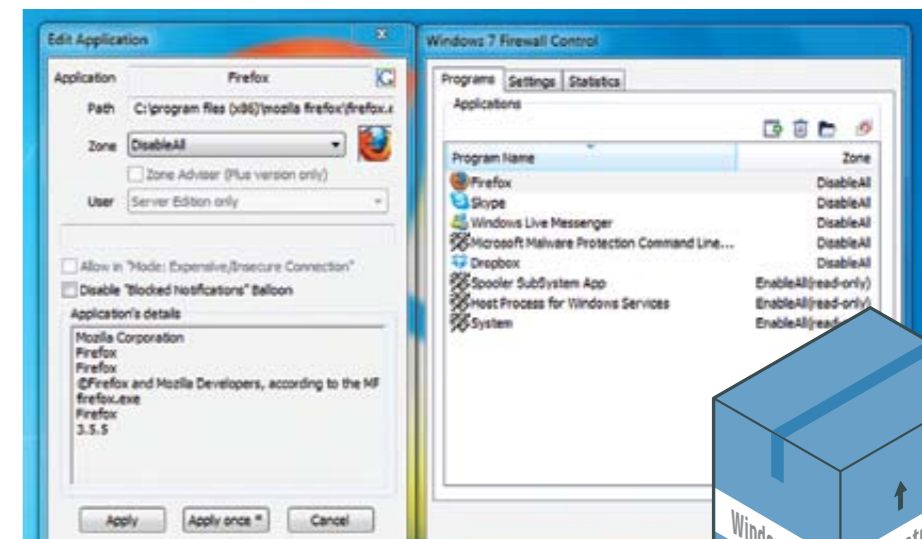 Edit Application
Application Firefox
Path C:\program files (x86)\mozilla firefox\firefox.e
Zone DisableAll
Zone Adviser (Plus version only)
User Server Edition only
Allow in "Mode: Expensive/Insecure Connection"
Disable "Blocked Notifications" Balloon
Application's details
Mozilla Corporation
Firefox
Firefox
©Firefox and Mozilla Developers, according to the MP
firefox.exe
Firefox
3.5.5
Apply Apply once * Cancel
Windows 7 Firewall Control
Programs Settings Statistics
Applications
Program Name Zone
Firefox DisableAll
Skype DisableAll
Windows Live Messenger DisableAll
Microsoft Malware Protection Command Line... DisableAll
Dropbox DisableAll
Spooler SubSystem App EnableAll(read-only)
Host Process for Windows Services EnableAll(read-only)
System EnableAll(read
Windo